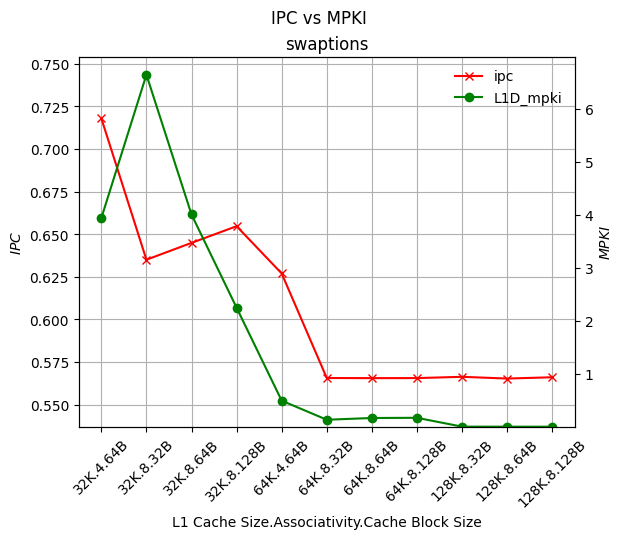 IPC vs MPKI
swaptions
ipc
L1D_mpki
0.750
0.725
0.700
0.675
0.650
0.625
0.600
0.575
0.550
IPC
6
5
4
3
2
1
MPKI
32K.4.64B
32K.8.32B
32K.8.64B
32K.8.128B
64K.4.64B
64K.8.32B
64K.8.64B
64K.8.128B
128K.8.32B
128K.8.64B
128K.8.128B
L1 Cache Size.Associativity.Cache Block Size